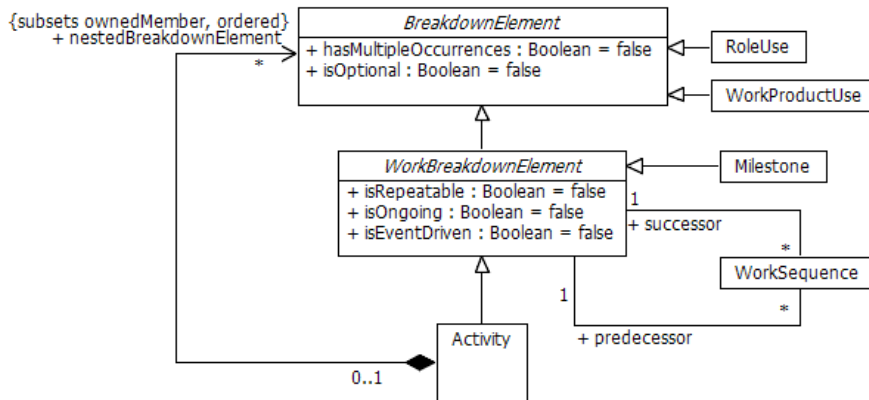 {subsets ownedMember, ordered}
+ nestedBreakdownElement
*
BreakdownElement
+ hasMultipleOccurrences : Boolean = false
+ isOptional : Boolean = false
RoleUse
WorkProductUse
WorkBreakdownElement
+ isRepeatable : Boolean = false
+ isOngoing : Boolean = false
+ isEventDriven : Boolean = false
Milestone
1
+ successor
*
WorkSequence
1
*
+ predecessor
Activity
0..1